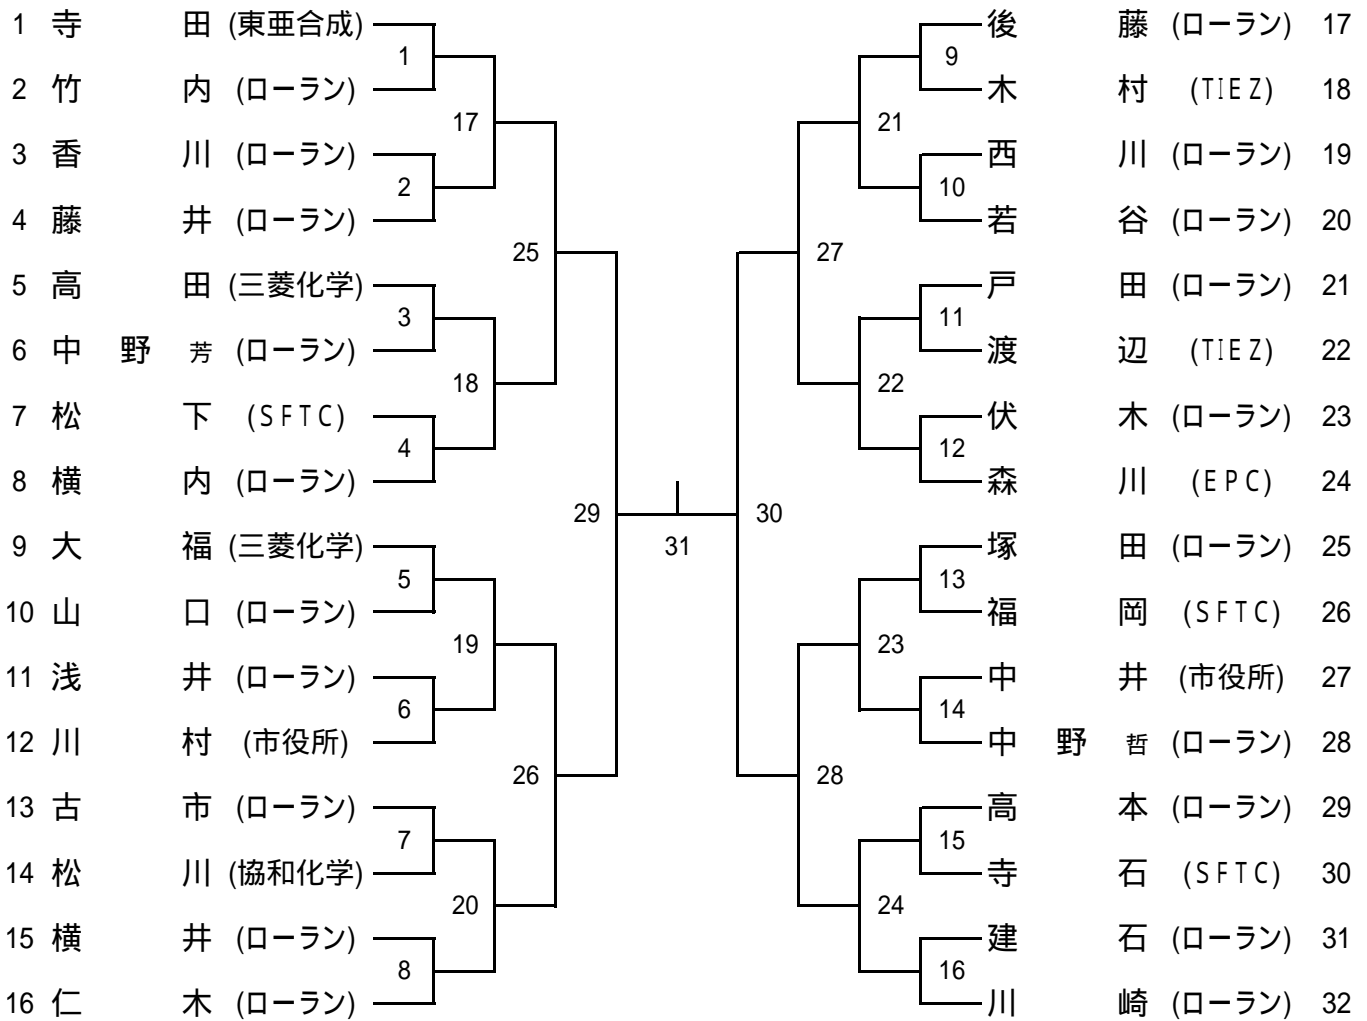 1 寺 田 (東亜合成)
2 竹 内 (ローラン)
3 香 川 (ローラン)
4 藤 井 (ローラン)
5 高 田 (三菱化学)
6 中 野 芳 (ローラン)
7 松 下 (SFTC)
8 横 内 (ローラン)
9 大 福 (三菱化学)
10 山 口 (ローラン)
11 浅 井 (ローラン)
12 川 村 (市役所)
13 古 市 (ローラン)
14 松 川 (協和化学)
15 横 井 (ローラン)
16 仁 木 (ローラン)
1
2
3
4
5
6
7
8
17
18
19
20
25
26
29
31
30
27
28
21
22
23
24
9
10
11
12
13
14
15
16
後 藤 (ローラン) 17
木 村 (TIEZ) 18
西 川 (ローラン) 19
若 谷 (ローラン) 20
戸 田 (ローラン) 21
渡 辺 (TIEZ) 22
伏 木 (ローラン) 23
森 川 (EPC) 24
塚 田 (ローラン) 25
福 岡 (SFTC) 26
中 井 (市役所) 27
中 野 哲 (ローラン) 28
高 本 (ローラン) 29
寺 石 (SFTC) 30
建 石 (ローラン) 31
川 崎 (ローラン) 32